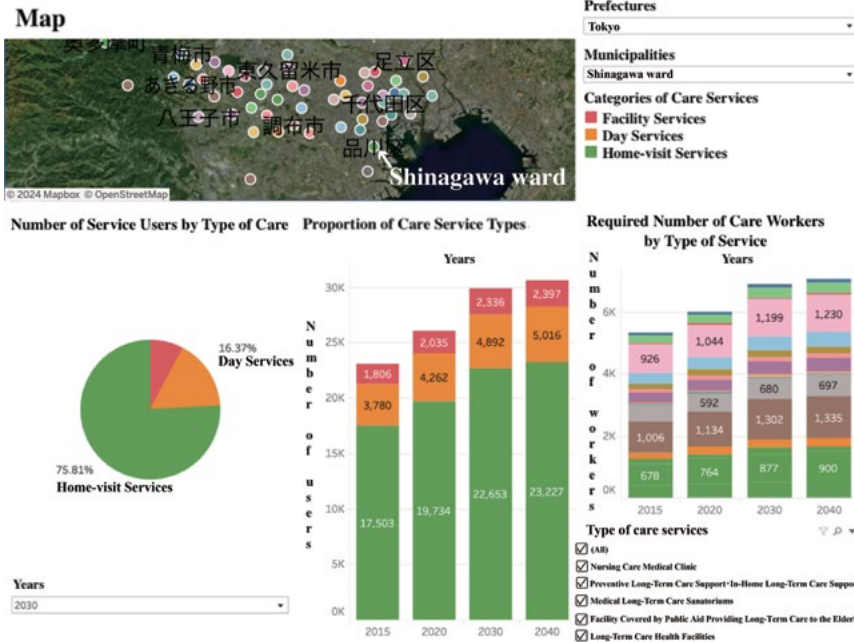 Map
Prefectures
Tokyo
Municipalities
Shinagawa ward
Categories of Care Services
Facility Services
Day Services
Home-visit Services
奥多摩町
青梅市
東久留米市
足立区
あきる野市
千代田区
八王子市
調布市
品川区
Shinagawa ward
© 2024 Mapbox © OpenStreetMap
Number of Service Users by Type of Care
16.37%
Day Services
75.81%
Home-visit Services
Years
2030
Proportion of Care Service Types
Years
Number of users
30K
25K
20K
15K
10K
5K
0K
1,806
3,780
17,503
2,035
4,262
19,734
2,336
4,892
22,653
2,397
5,016
23,227
2015
2020
2030
2040
Required Number of Care Workers
by Type of Service
Years
Number of workers
6K
4K
2K
0K
926
1,006
678
1,044
592
1,134
764
1,199
680
1,302
877
1,230
697
1,335
900
2015
2020
2030
2040
Type of care services
(All)
Nursing Care Medical Clinic
Preventive Long-Term Care Support・In-Home Long-Term Care Suppo
Medical Long-Term Care Sanatoriums
Facility Covered by Public Aid Providing Long-Term Care to the Elderl
Long-Term Care Health Facilities